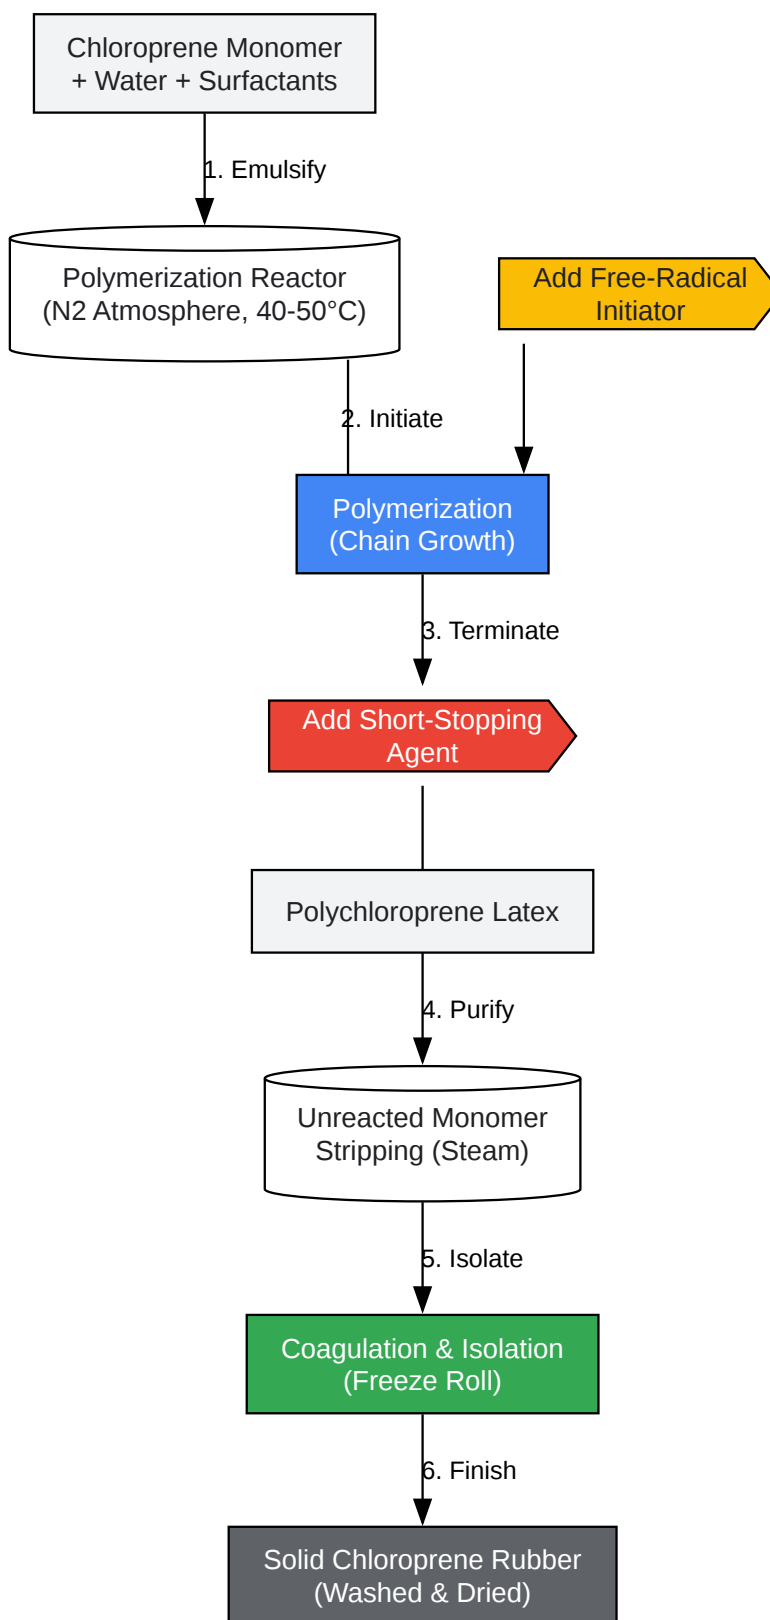 Chloroprene Monomer
+ Water + Surfactants
1. Emulsify
Polymerization Reactor
(N2 Atmosphere, 40-50°C)
Add Free-Radical
Initiator
2. Initiate
Polymerization
(Chain Growth)
3. Terminate
Add Short-Stopping
Agent
Polychloroprene Latex
4. Purify
Unreacted Monomer
Stripping (Steam)
5. Isolate
Coagulation & Isolation
(Freeze Roll)
6. Finish
Solid Chloroprene Rubber
(Washed & Dried)